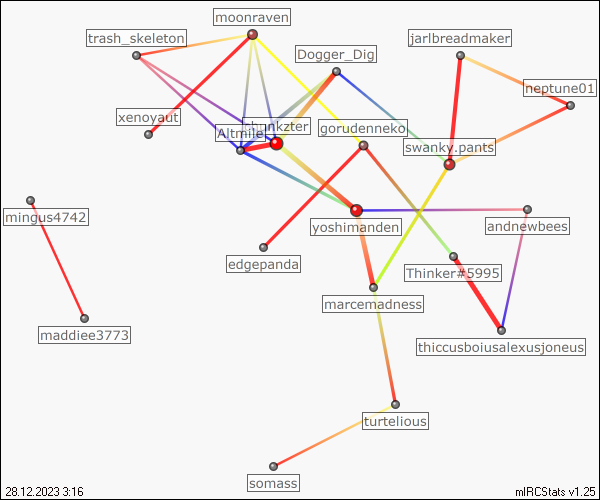 moonraven
trash_skeleton
jarlbreadmaker
Dogger_Dig
neptune01
xenoyaut
chunkzter
gorudenneko
Altmile
swanky.pants
mingus4742
yoshimanden
andnewbees
edgepanda
Thinker#5995
marcemadness
maddiee3773
thiccusboiusalexusjoneus
turtelious
somass
28.12.2023 3:16
mIRCStats v1.25